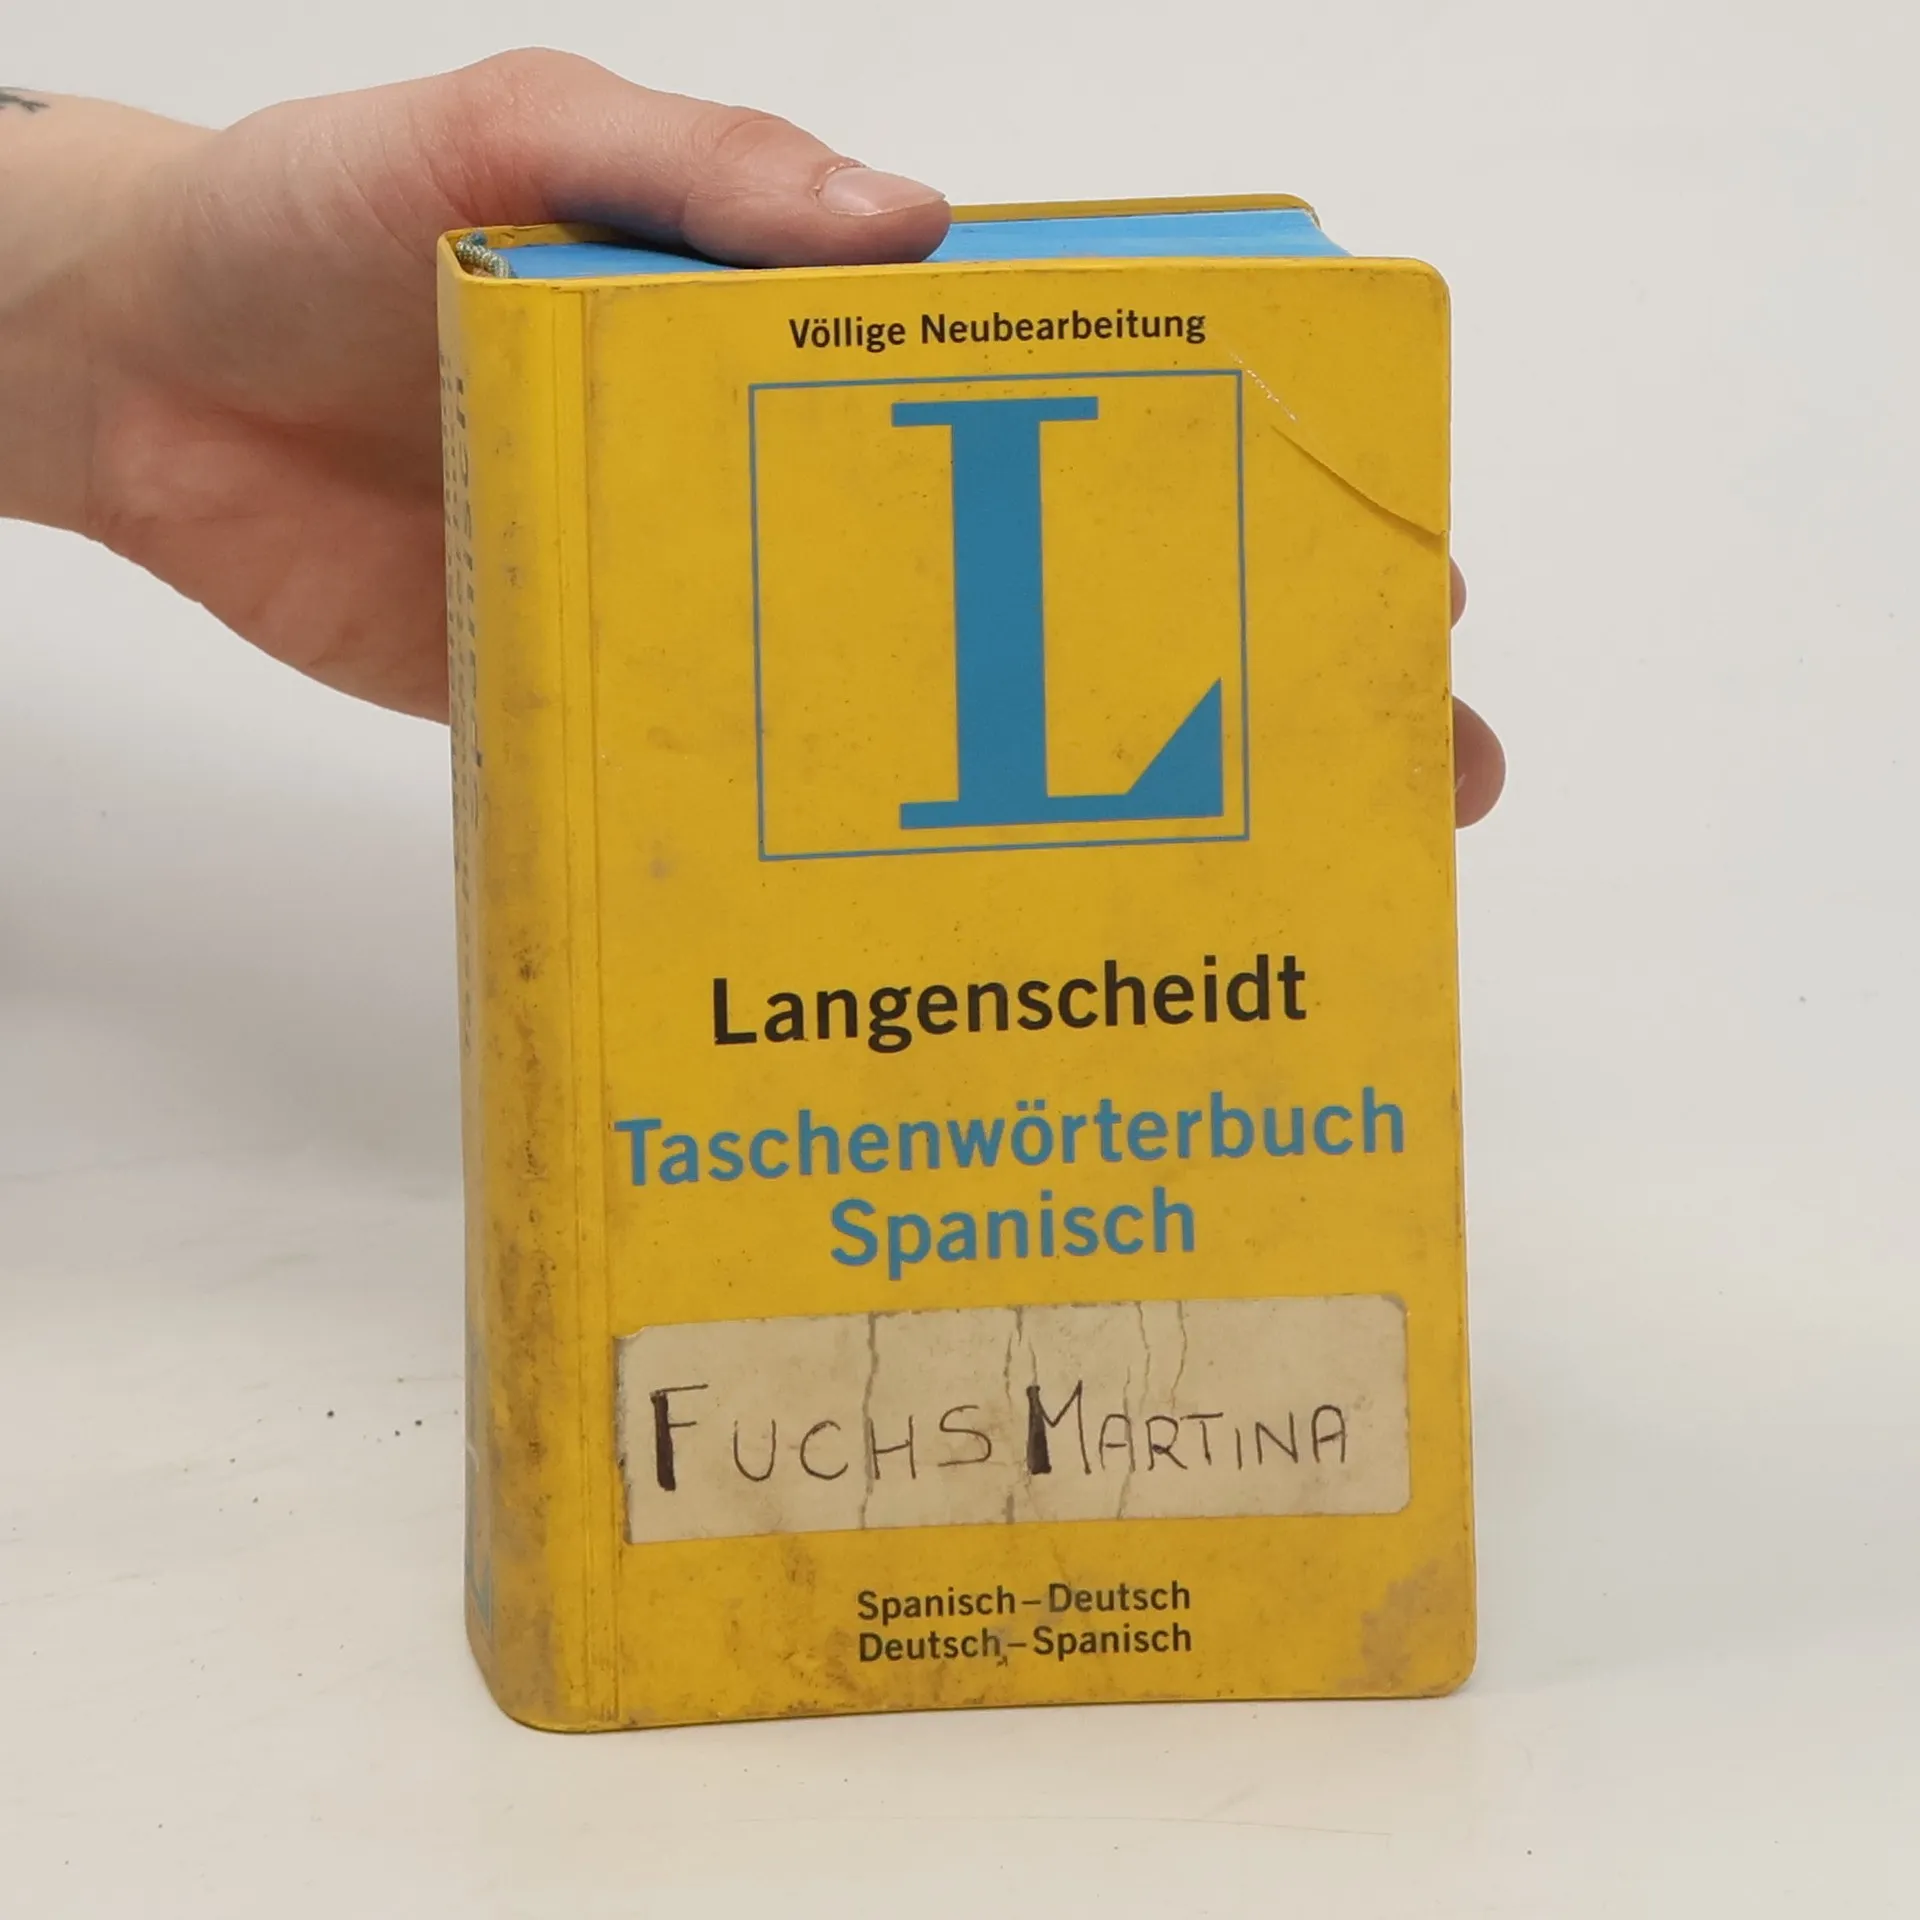 Völlige Neubearbeitung
L
Langenscheidt
Taschenwörterbuch
Spanisch
FUCHS MARTINA
Spanisch–Deutsch
Deutsch–Spanisch